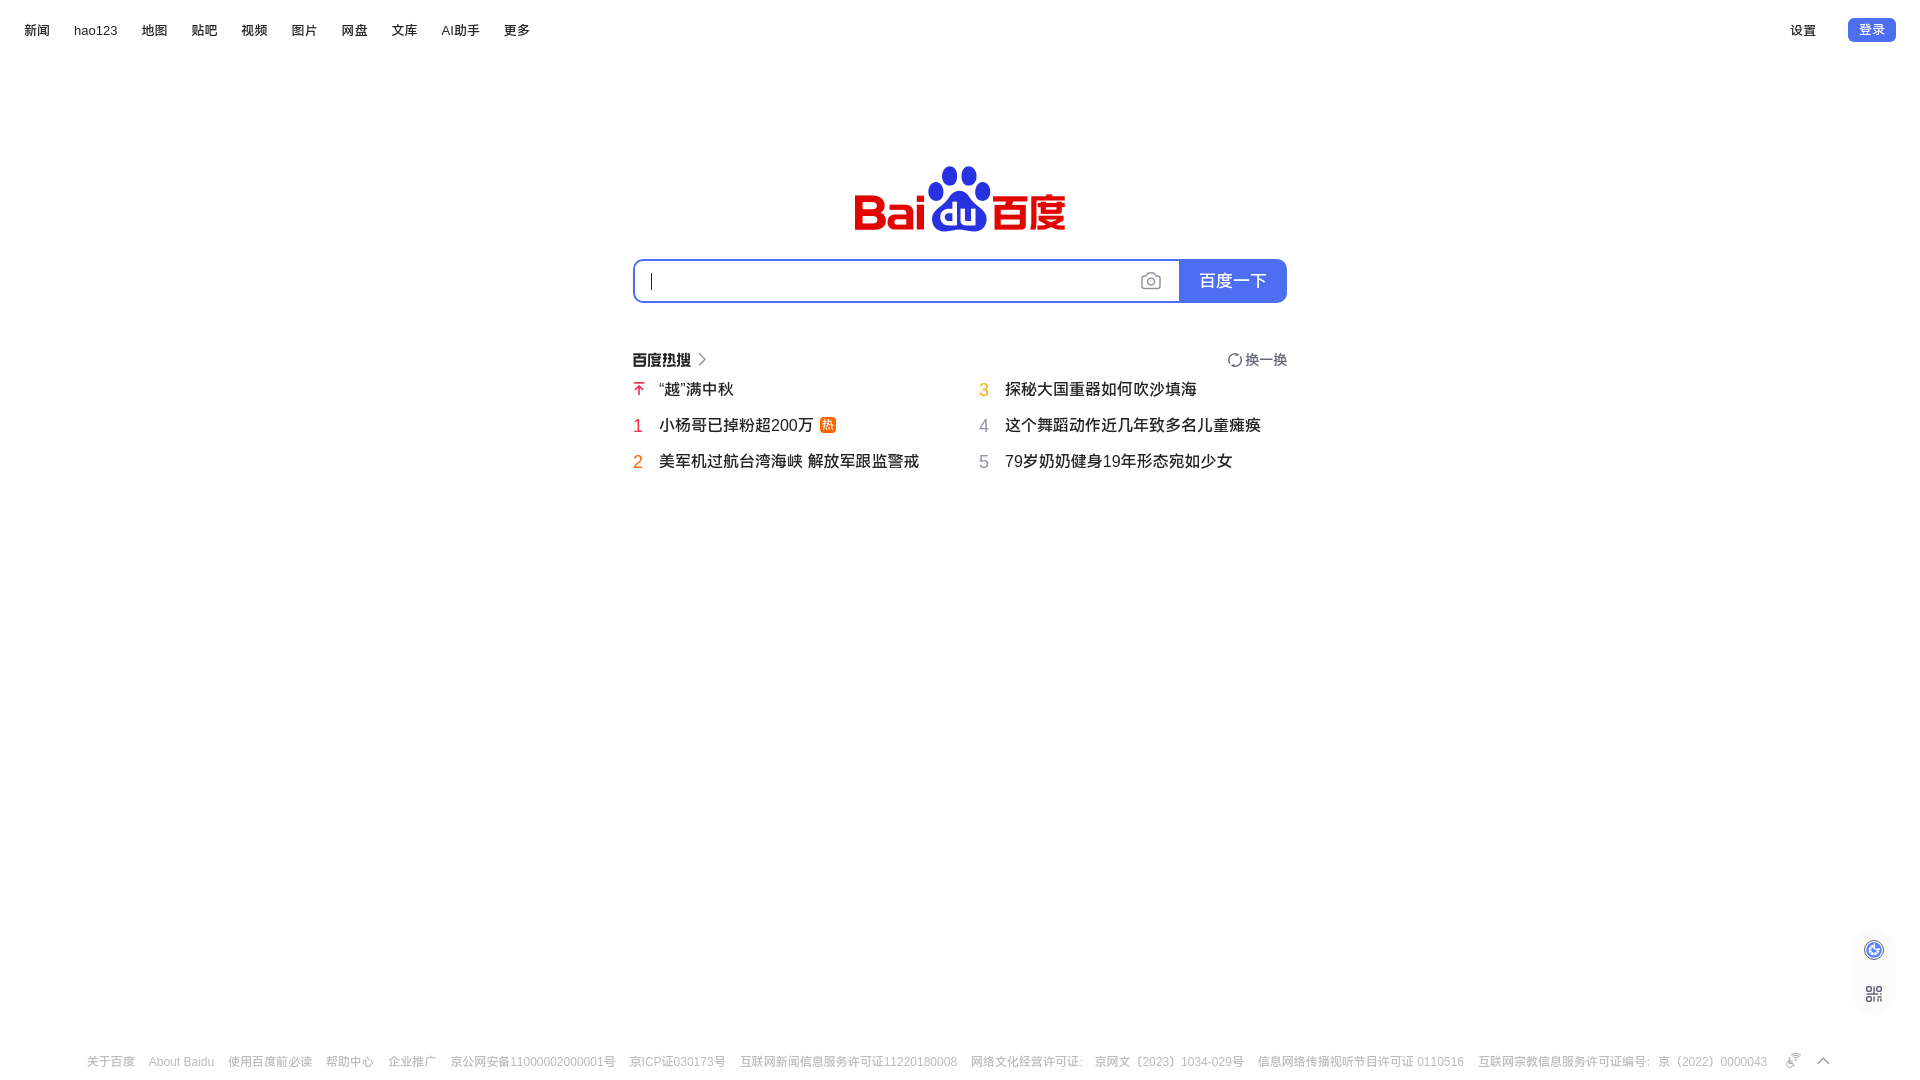 新闻 hao123 地图 贴吧 视频 图片 网盘 文库 AI助手 更多 设置 登录
Baidu百度
百度一下
百度热搜 换一换
“越”满中秋
1 小杨哥已掉粉超200万 热
2 美军机过航台湾海峡 解放军跟监警戒
3 探秘大国重器如何吹沙填海
4 这个舞蹈动作近几年致多名儿童瘫痪
5 79岁奶奶健身19年形态宛如少女
关于百度 About Baidu 使用百度前必读 帮助中心 企业推广 京公网安备11000002000001号 京ICP证030173号 互联网新闻信息服务许可证11220180008 网络文化经营许可证： 京网文〔2023〕1034-029号 信息网络传播视听节目许可证 0110516 互联网宗教信息服务许可证编号：京（2022）0000043